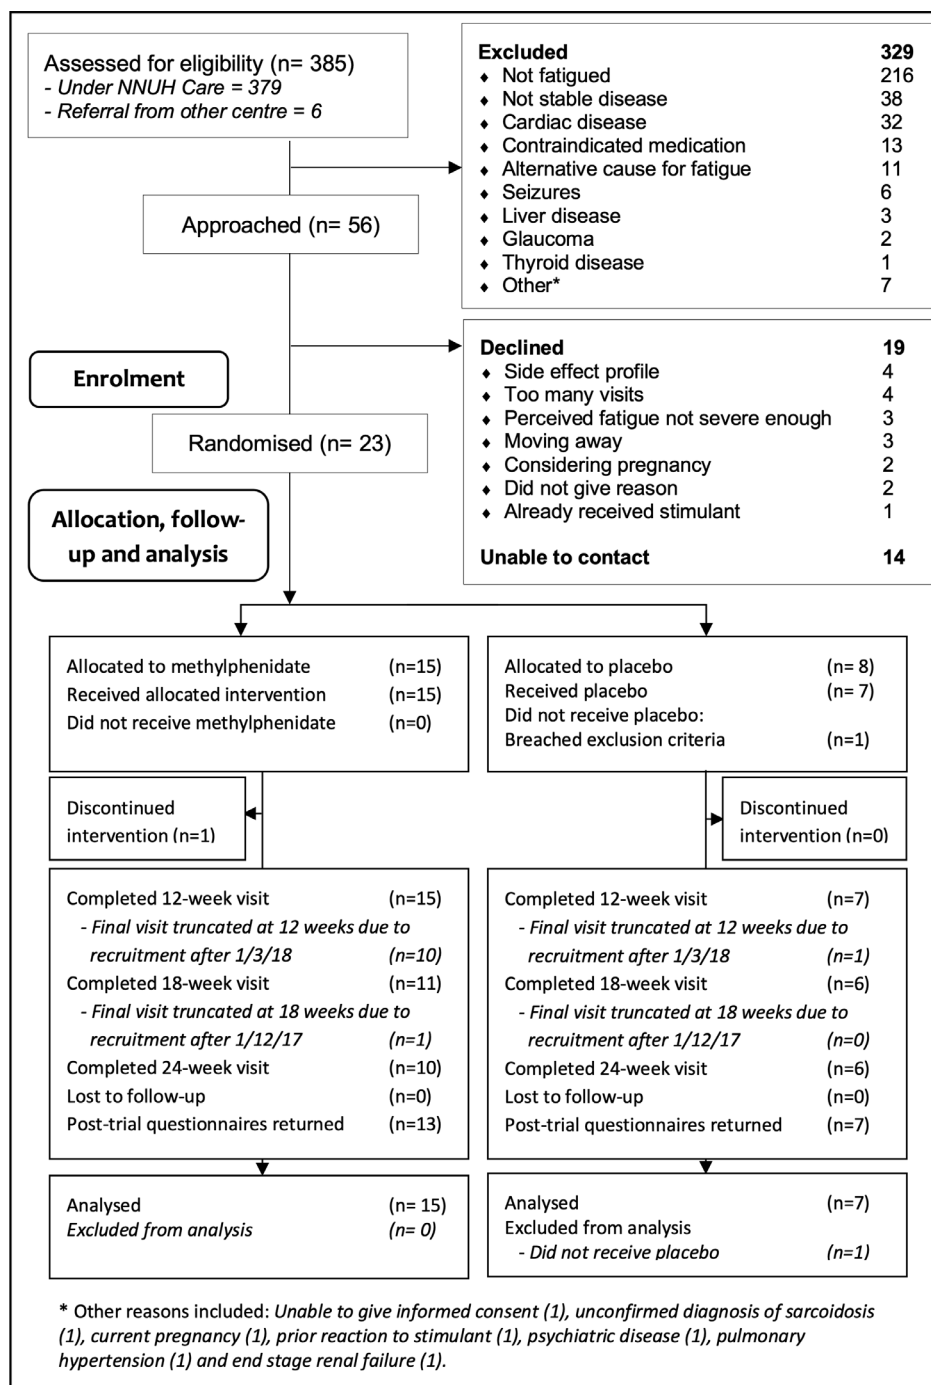 Assessed for eligibility (n= 385)
- Under NNUH Care = 379
- Referral from other centre = 6
Excluded 329
♦ Not fatigued 216
♦ Not stable disease 38
♦ Cardiac disease 32
♦ Contraindicated medication 13
♦ Alternative cause for fatigue 11
♦ Seizures 6
♦ Liver disease 3
♦ Glaucoma 2
♦ Thyroid disease 1
♦ Other* 7
Approached (n= 56)
Declined 19
♦ Side effect profile 4
♦ Too many visits 4
♦ Perceived fatigue not severe enough 3
♦ Moving away 3
♦ Considering pregnancy 2
♦ Did not give reason 2
♦ Already received stimulant 1
Unable to contact 14
Enrolment
Randomised (n= 23)
Allocation, follow-
up and analysis
Allocated to methylphenidate (n=15)
Received allocated intervention (n=15)
Did not receive methylphenidate (n=0)
Allocated to placebo (n= 8)
Received placebo (n= 7)
Did not receive placebo:
Breached exclusion criteria (n=1)
Discontinued
intervention (n=1)
Discontinued
intervention (n=0)
Completed 12-week visit (n=15)
- Final visit truncated at 12 weeks due to
recruitment after 1/3/18 (n=10)
Completed 18-week visit (n=11)
- Final visit truncated at 18 weeks due to
recruitment after 1/12/17 (n=1)
Completed 24-week visit (n=10)
Lost to follow-up (n=0)
Post-trial questionnaires returned (n=13)
Completed 12-week visit (n=7)
- Final visit truncated at 12 weeks due to
recruitment after 1/3/18 (n=1)
Completed 18-week visit (n=6)
- Final visit truncated at 18 weeks due to
recruitment after 1/12/17 (n=0)
Completed 24-week visit (n=6)
Lost to follow-up (n=0)
Post-trial questionnaires returned (n=7)
Analysed (n= 15)
Excluded from analysis (n= 0)
Analysed (n=7)
Excluded from analysis
- Did not receive placebo (n=1)
* Other reasons included: Unable to give informed consent (1), unconfirmed diagnosis of sarcoidosis
(1), current pregnancy (1), prior reaction to stimulant (1), psychiatric disease (1), pulmonary
hypertension (1) and end stage renal failure (1).